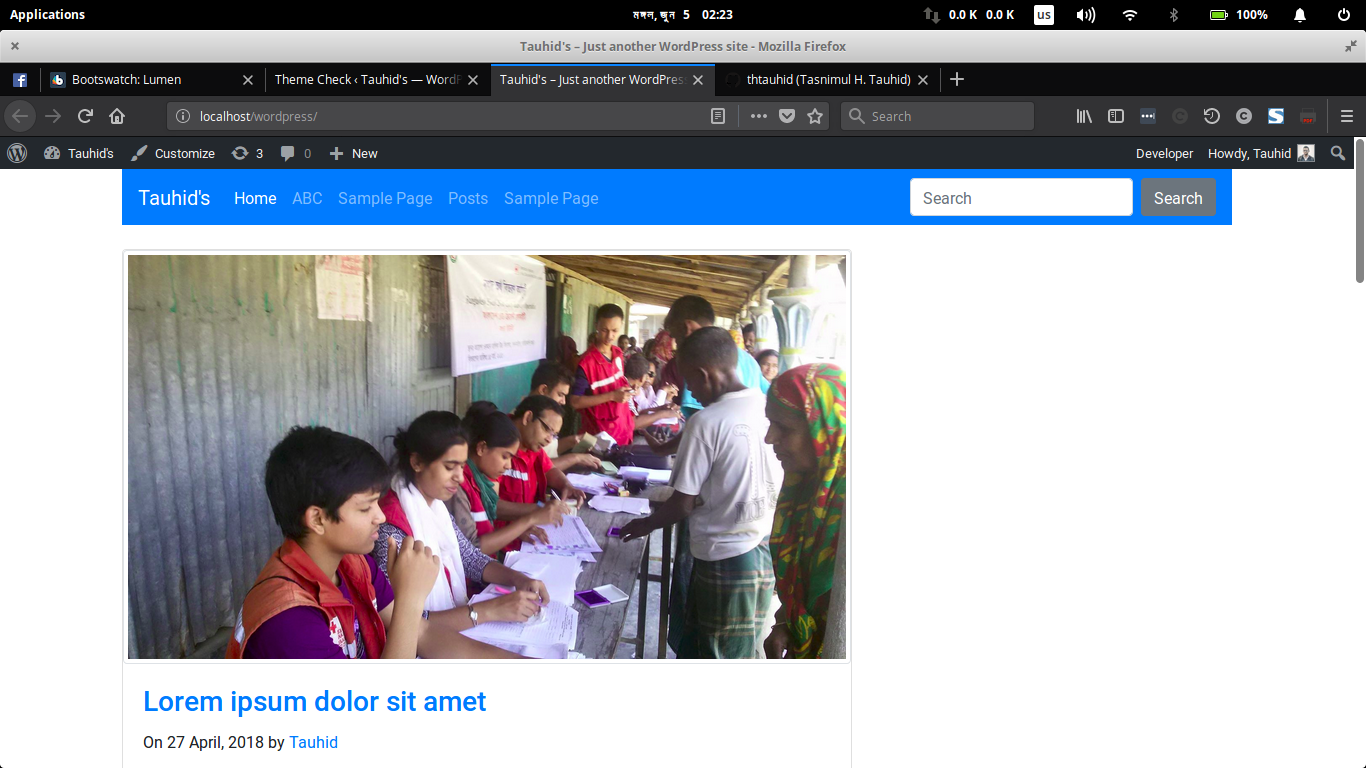 Applications
মঙ্গল, জুন 5 02:23
0.0 K 0.0 K
us
100%
Tauhid's – Just another WordPress site - Mozilla Firefox
Bootswatch: Lumen
Theme Check ‹ Tauhid's — WordP
Tauhid's – Just another WordPres
thtauhid (Tasnimul H. Tauhid)
localhost/wordpress/
Search
Tauhid's
Customize
3
0
New
Developer
Howdy, Tauhid
Tauhid's
Home
ABC
Sample Page
Posts
Sample Page
Search
Search
Lorem ipsum dolor sit amet
On 27 April, 2018 by Tauhid